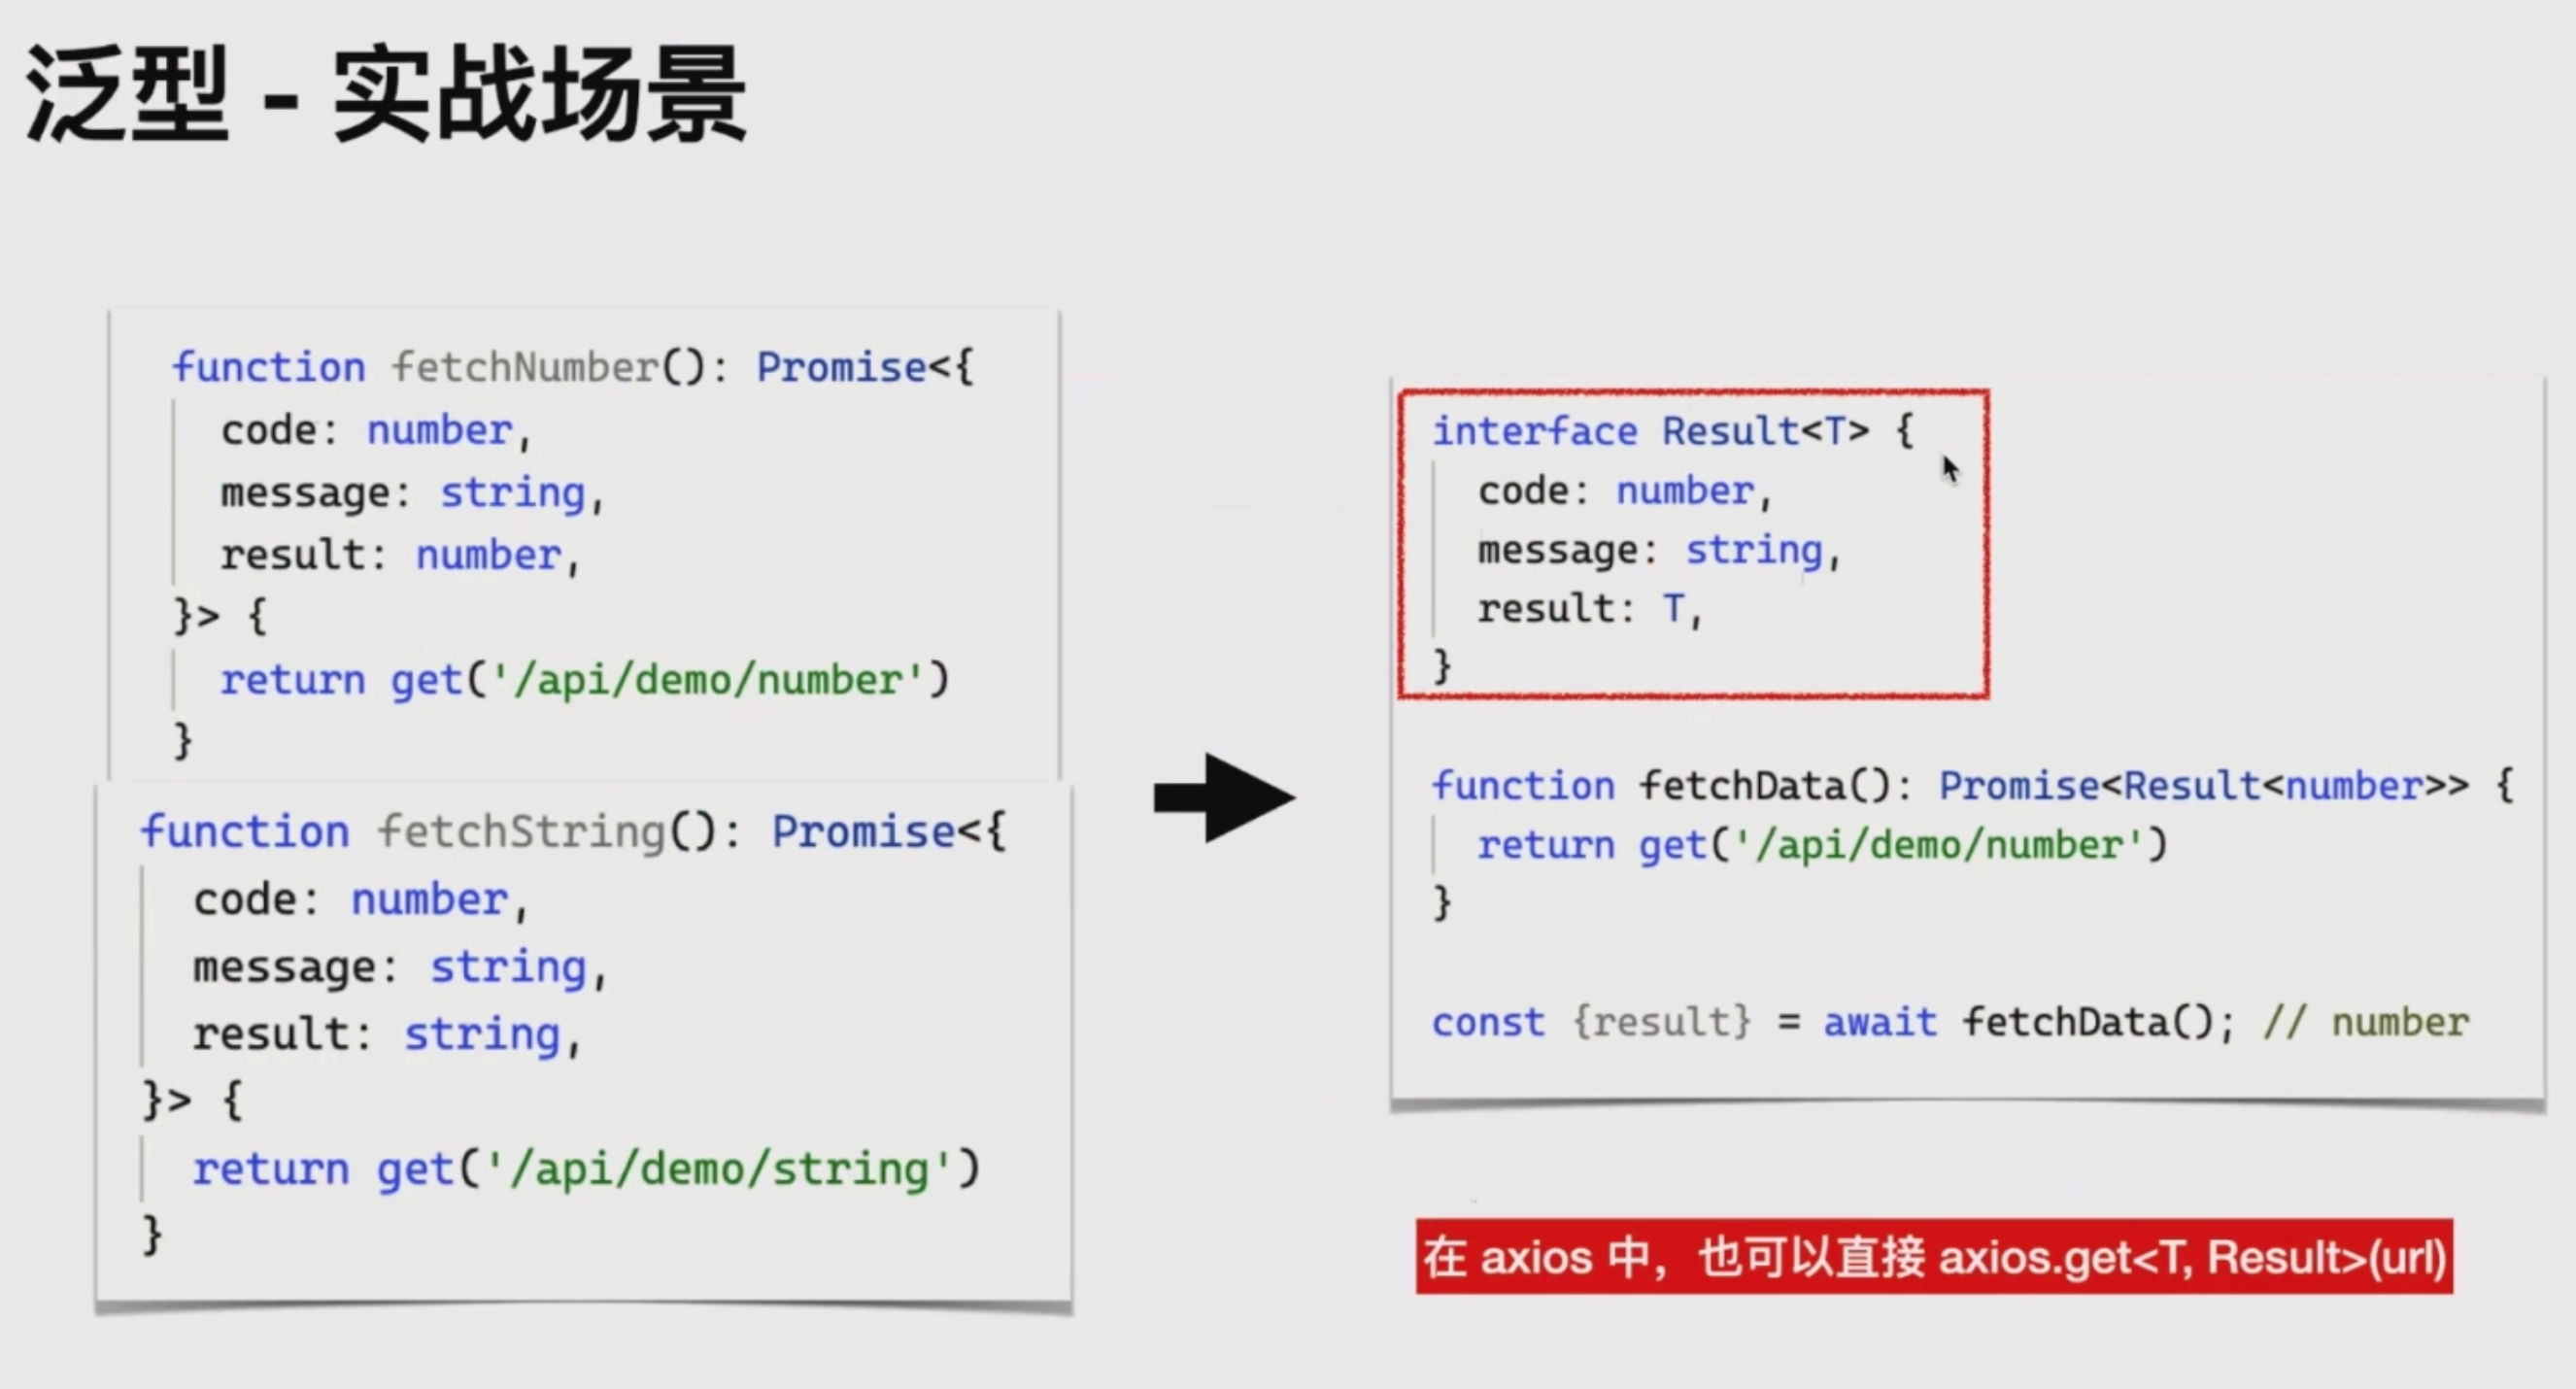 泛型 - 实战场景
function fetchNumber(): Promise<{
code: number,
message: string,
result: number,
}> {
return get('/api/demo/number')
}
function fetchString(): Promise<{
code: number,
message: string,
result: string,
}> {
return get('/api/demo/string')
}
interface Result<T> {
code: number,
message: string,
result: T,
}
function fetchData(): Promise<Result<number>> {
return get('/api/demo/number')
}
const {result} = await fetchData(); // number
在 axios 中，也可以直接 axios.get<T, Result>(url)